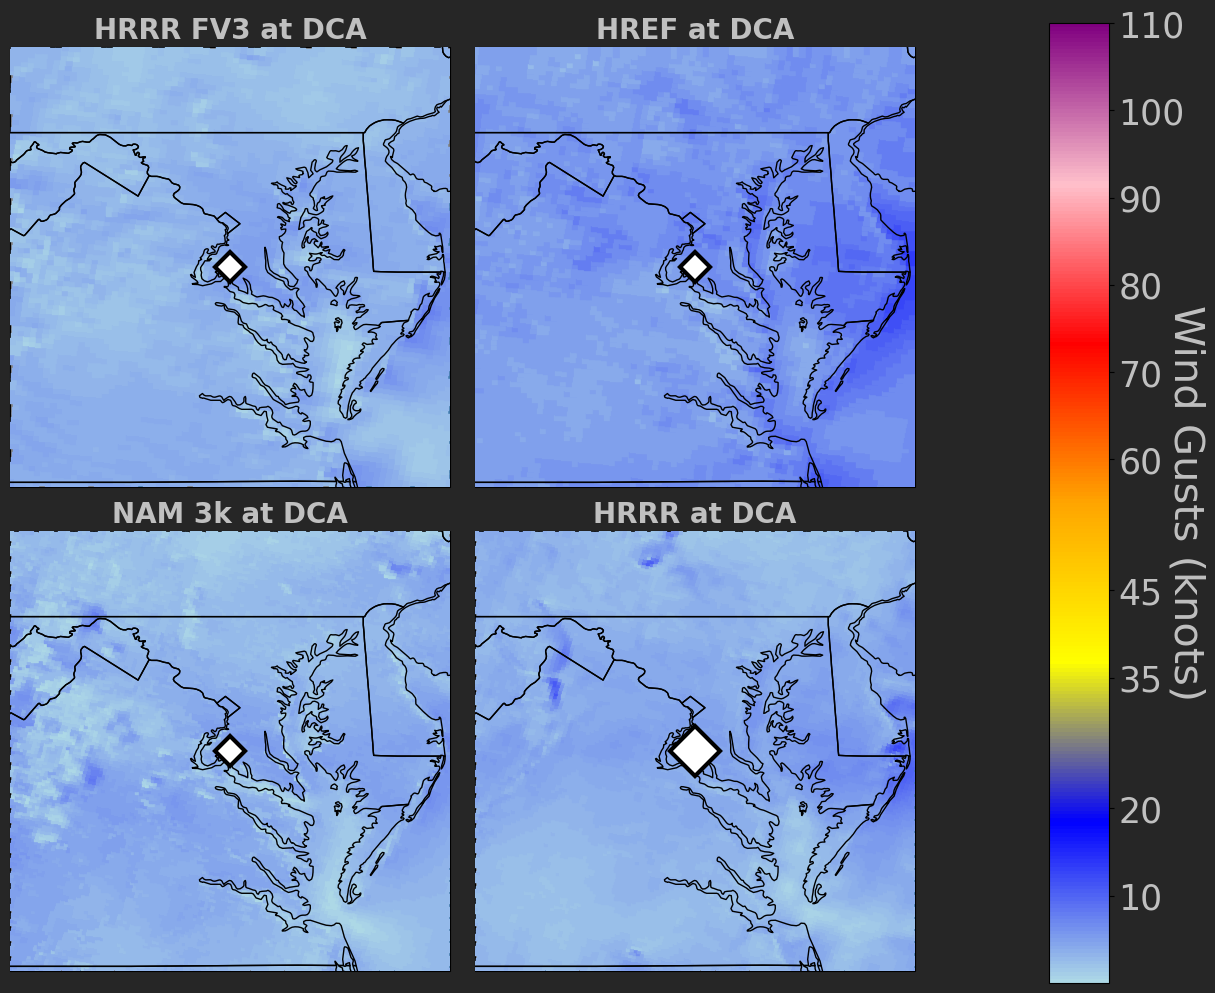 HRRR FV3 at DCA
HREF at DCA
NAM 3k at DCA
HRRR at DCA
110
100
90
80
70
60
45
35
20
10
Wind Gusts (knots)